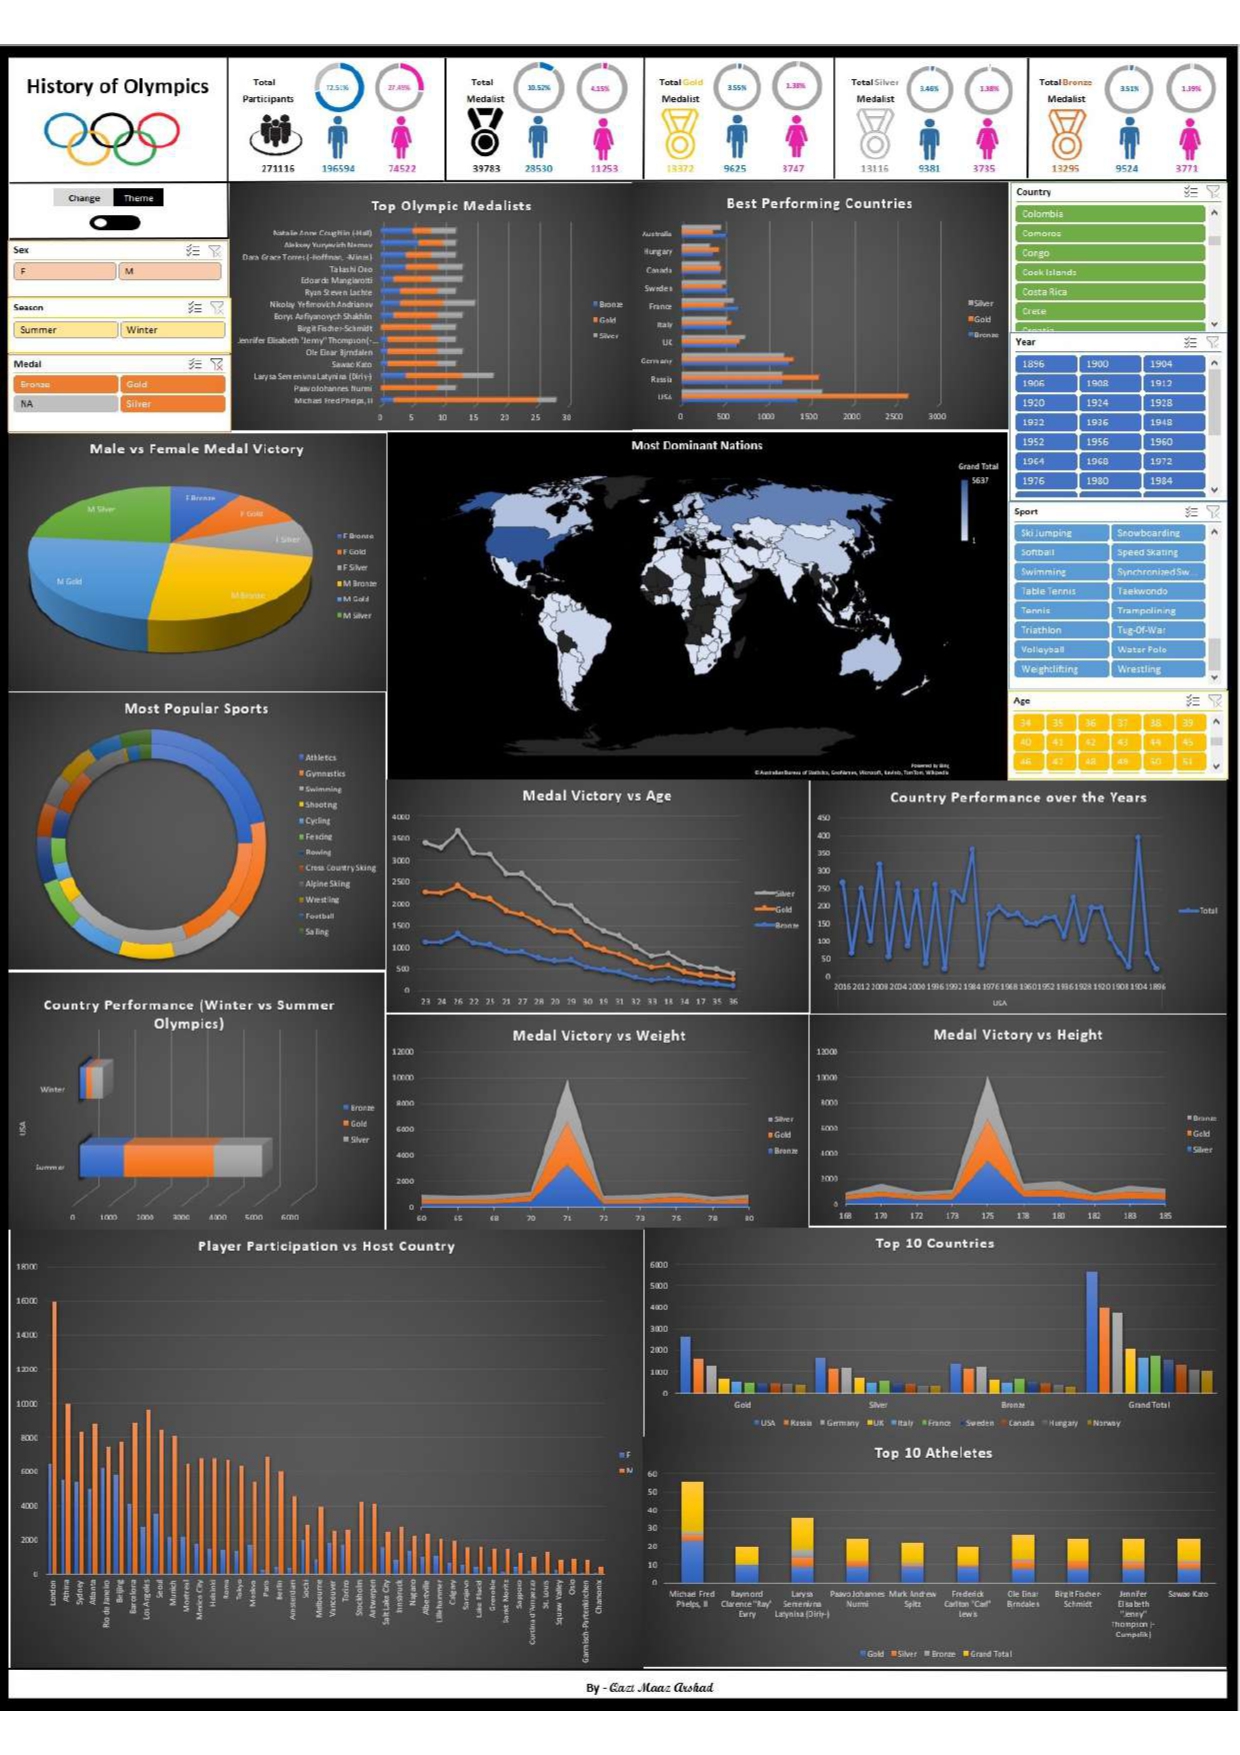 History of Olympics
Total
Participants
72.51%
27.49%
271116
196594
74522
Total
Medalist
10.52%
4.15%
39783
28530
11253
Total Gold
Medalist
3.55%
1.38%
13372
9625
3747
Total Silver
Medalist
3.46%
1.38%
13116
9381
3735
Total Bronze
Medalist
3.51%
1.39%
13295
9524
3771
Change
Theme
Sex
F
M
Season
Summer
Winter
Medal
Bronze
Gold
NA
Silver
Top Olympic Medalists
Natalie Anne Coughlin (-Hall)
Aleksey Yuryevich Nemov
Dara Grace Torres (-Hoffman, -Minas)
Takashi Ono
Edoardo Mangiarotti
Ryan Steven Lochte
Nikolay Yefimovich Andrianov
Borys Anfiyanovych Shakhlin
Birgit Fischer-Schmidt
Jennifer Elisabeth "Jenny" Thompson(-...
Ole Einar Bjrndalen
Sawao Kato
Larysa Semenivna Latynina (Diriy-)
Paavo Johannes Nurmi
Michael Fred Phelps, II
0 5 10 15 20 25 30
Bronze
Gold
Silver
Best Performing Countries
Australia
Hungary
Canada
Sweden
France
Italy
UK
Germany
Russia
USA
0 500 1000 1500 2000 2500 3000
Silver
Gold
Bronze
Country
Colombia
Comoros
Congo
Cook Islands
Costa Rica
Crete
Croatia
Year
1896 1900 1904
1906 1908 1912
1920 1924 1928
1932 1936 1948
1952 1956 1960
1964 1968 1972
1976 1980 1984
Male vs Female Medal Victory
F Bronze
F Gold
F Silver
M Bronze
M Gold
M Silver
F Bronze
F Gold
F Silver
M Bronze
M Gold
M Silver
Most Dominant Nations
Grand Total
5637
1
Powered by Bing
© Australian Bureau of Statistics, GeoNames, Microsoft, Navinfo, TomTom, Wikipedia
Sport
Ski Jumping Snowboarding
Softball Speed Skating
Swimming Synchronized Sw...
Table Tennis Taekwondo
Tennis Trampolining
Triathlon Tug-Of-War
Volleyball Water Polo
Weightlifting Wrestling
Age
34 35 36 37 38 39
40 41 42 43 44 45
46 47 48 49 50 51
Most Popular Sports
Athletics
Gymnastics
Swimming
Shooting
Cycling
Fencing
Rowing
Cross Country Skiing
Alpine Skiing
Wrestling
Football
Sailing
Medal Victory vs Age
4000
3500
3000
2500
2000
1500
1000
500
0
23 24 26 22 25 21 27 28 20 29 30 19 31 32 33 18 34 17 35 36
Silver
Gold
Bronze
Country Performance over the Years
450
400
350
300
250
200
150
100
50
0
2016 2012 2008 2004 2000 1996 1992 1984 1976 1968 1960 1952 1936 1928 1920 1908 1904 1896
USA
Total
Country Performance (Winter vs Summer
Olympics)
Winter
USA
Summer
0 1000 2000 3000 4000 5000 6000
Bronze
Gold
Silver
Medal Victory vs Weight
12000
10000
8000
6000
4000
2000
0
60 65 68 70 71 72 73 75 78 80
Silver
Gold
Bronze
Medal Victory vs Height
12000
10000
8000
6000
4000
2000
0
168 170 172 173 175 178 180 182 183 185
Bronze
Gold
Silver
Player Participation vs Host Country
18000
16000
14000
12000
10000
8000
6000
4000
2000
0
London
Athina
Sydney
Atlanta
Rio de Janeiro
Beijing
Barcelona
Los Angeles
Seoul
Munich
Montreal
Mexico City
Helsinki
Roma
Tokyo
Moskva
Paris
Berlin
Amsterdam
Sochi
Melbourne
Vancouver
Torino
Stockholm
Antwerpen
Salt Lake City
Innsbruck
Nagano
Albertville
Lillehammer
Calgary
Sarajevo
Lake Placid
Grenoble
Sankt Moritz
Sapporo
Cortina d'Ampezzo
St. Louis
Squaw Valley
Oslo
Garmisch-Partenkirchen
Chamonix
F
M
Top 10 Countries
6000
5000
4000
3000
2000
1000
0
Gold Silver Bronze Grand Total
USA Russia Germany UK Italy France Sweden Canada Hungary Norway
Top 10 Atheletes
60
50
40
30
20
10
0
Michael Fred
Phelps, II
Raymond
Clarence "Ray"
Ewry
Larysa
Semenivna
Latynina (Diriy-)
Paavo Johannes
Nurmi
Mark Andrew
Spitz
Frederick
Carlton "Carl"
Lewis
Ole Einar
Bjrndalen
Birgit Fischer-
Schmidt
Jennifer
Elisabeth
"Jenny"
Thompson (-
Cumpelik)
Sawao Kato
Gold Silver Bronze Grand Total
By - Qazi Maaz Arshad